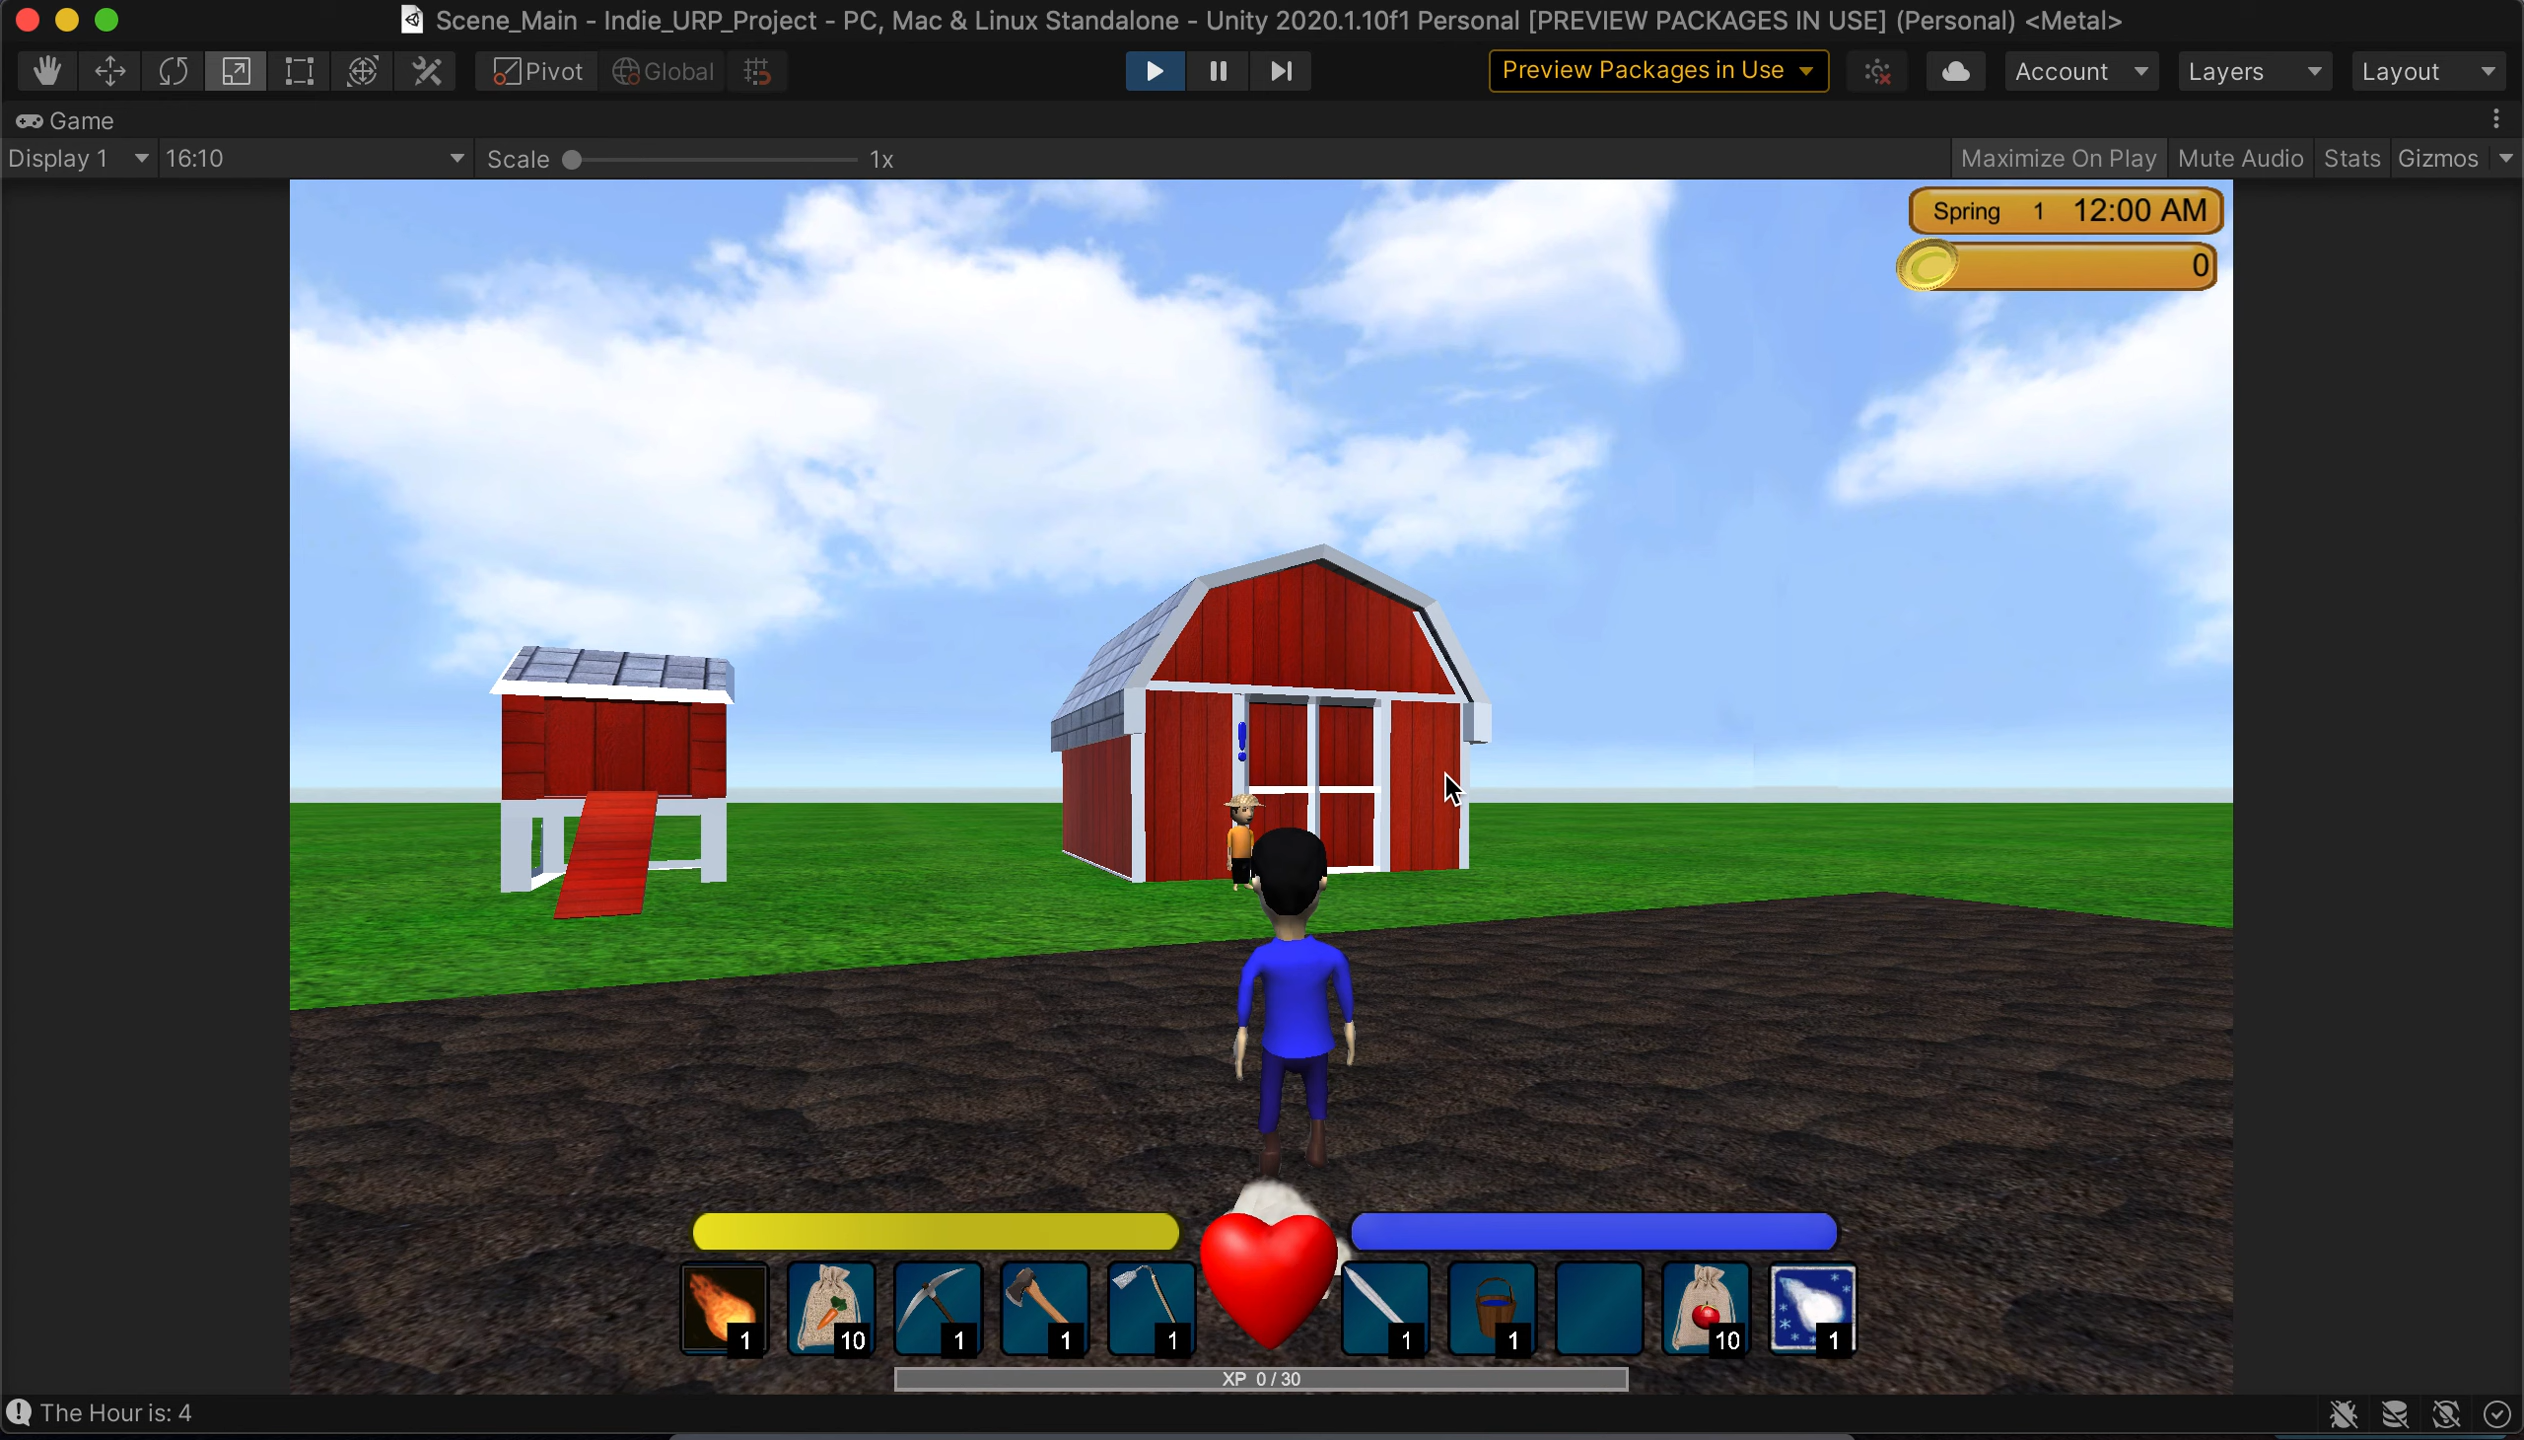 Scene_Main - Indie_URP_Project - PC, Mac & Linux Standalone - Unity 2020.1.10f1 Personal [PREVIEW PACKAGES IN USE] (Personal) <Metal>
Pivot Global Preview Packages in Use Account Layers Layout
Game
Display 1 16:10 Scale 1x Maximize On Play Mute Audio Stats Gizmos
Spring 1 12:00 AM
0
1 10 1 1 1 1 1 10 1
XP 0 / 30
The Hour is: 4